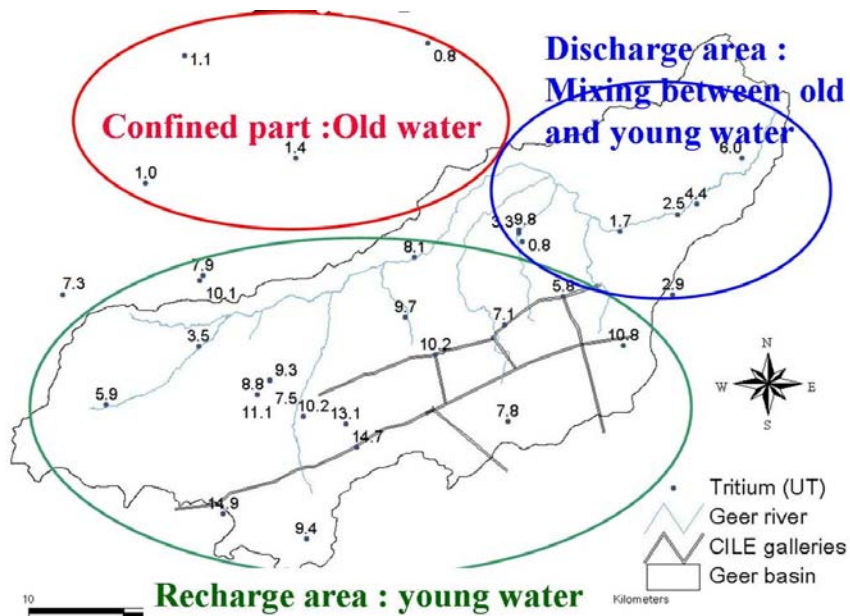 1.1
0.8
Discharge area :
Mixing between old
and young water
Confined part :Old water
1.4
1.0
6.0
4.4
2.5
1.7
3.3
9.8
0.8
8.1
7.9
10.1
7.3
2.9
5.8
9.7
7.1
10.8
3.5
10.2
9.3
8.8
5.9
7.5
11.1
10.2
13.1
7.8
14.7
14.9
9.4
N
W
E
S
Tritium (UT)
Geer river
CILE galleries
Geer basin
10
Recharge area : young water
Kilometers